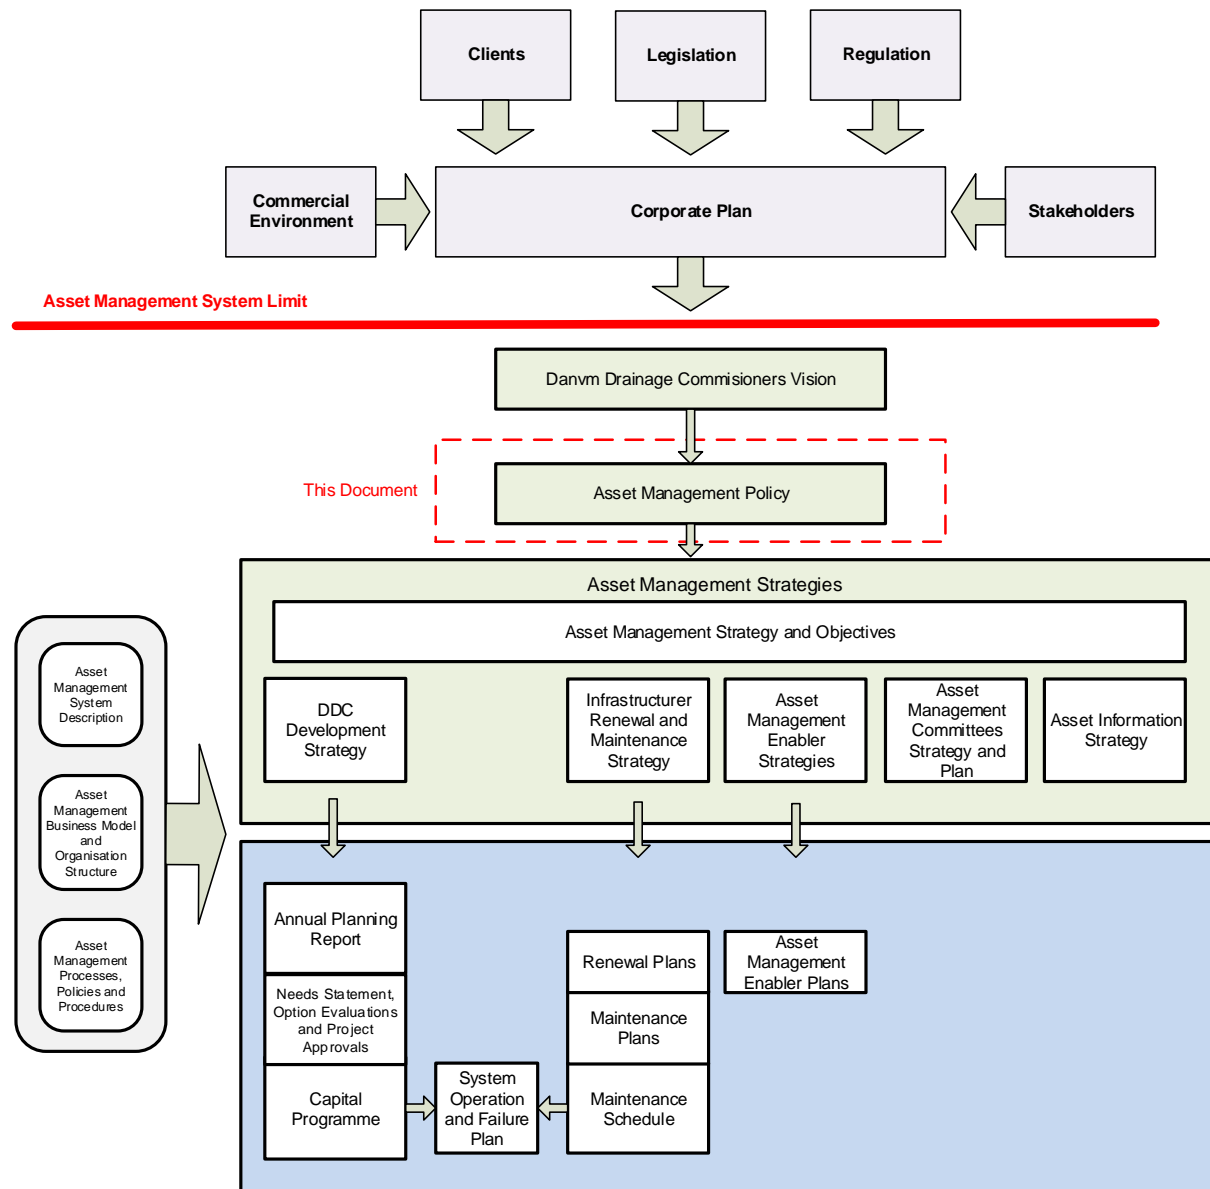 Clients
Legislation
Regulation
Commercial
Environment
Corporate Plan
Stakeholders
Asset Management System Limit
Danvm Drainage Commisioners Vision
This Document
Asset Management Policy
Asset Management Strategies
Asset Management Strategy and Objectives
DDC
Development
Strategy
Infrastructurer
Renewal and
Maintenance
Strategy
Asset
Management
Enabler
Strategies
Asset
Management
Committees
Strategy and
Plan
Asset Information
Strategy
Asset
Management
System
Description
Asset
Management
Business Model
and
Organisation
Structure
Asset
Management
Processes,
Policies and
Procedures
Annual Planning
Report
Needs Statement,
Option Evaluations
and Project
Approvals
Capital
Programme
System
Operation
and Failure
Plan
Renewal Plans
Maintenance
Plans
Maintenance
Schedule
Asset
Management
Enabler Plans